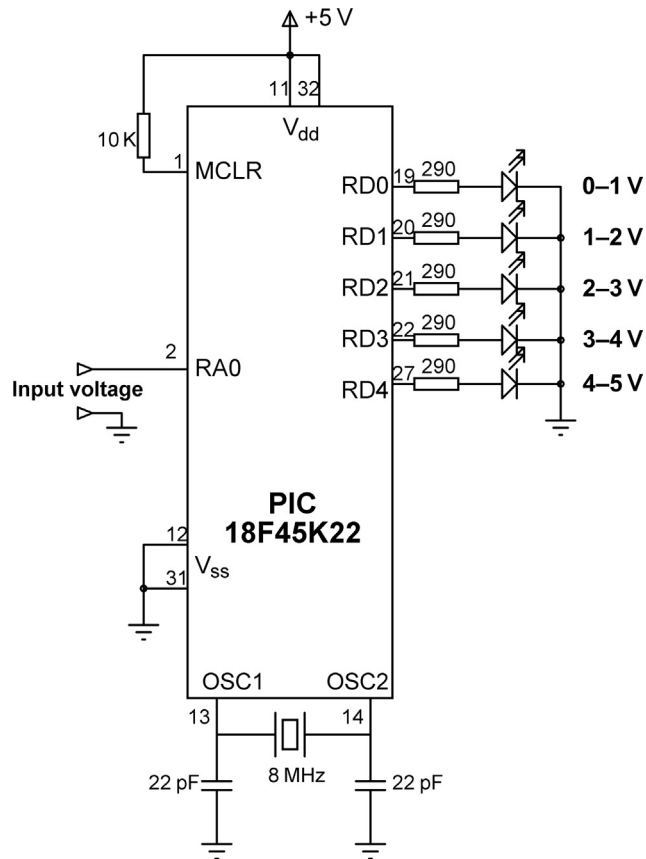 +5 V
11 32
Vdd
10 K
1 MCLR
RD0 19 290 0–1 V
RD1 20 290 1–2 V
RD2 21 290 2–3 V
RD3 22 290 3–4 V
RD4 27 290 4–5 V
2 RA0
Input voltage
PIC
18F45K22
12
Vss
31
OSC1 OSC2
13 14
22 pF 8 MHz 22 pF